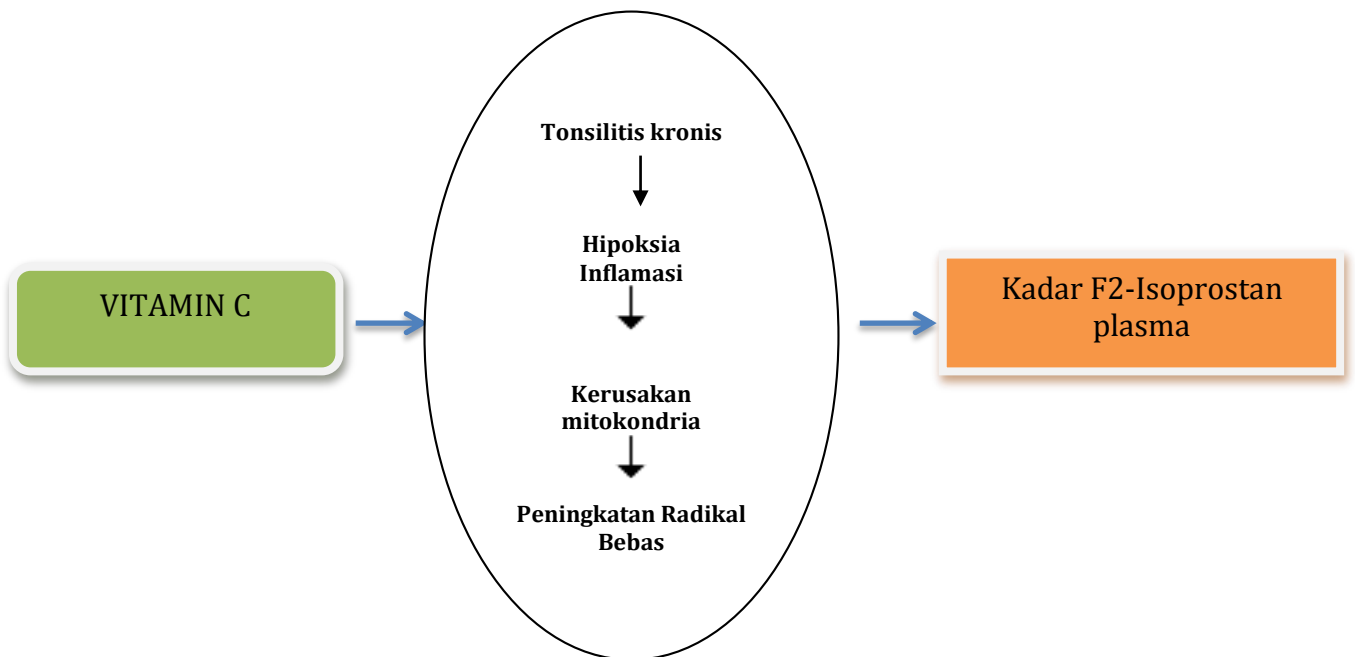 Tonsilitis kronis
Hipoksia
Inflamasi
VITAMIN C
Kadar F2-Isoprostan
plasma
Kerusakan
mitokondria
Peningkatan Radikal
Bebas